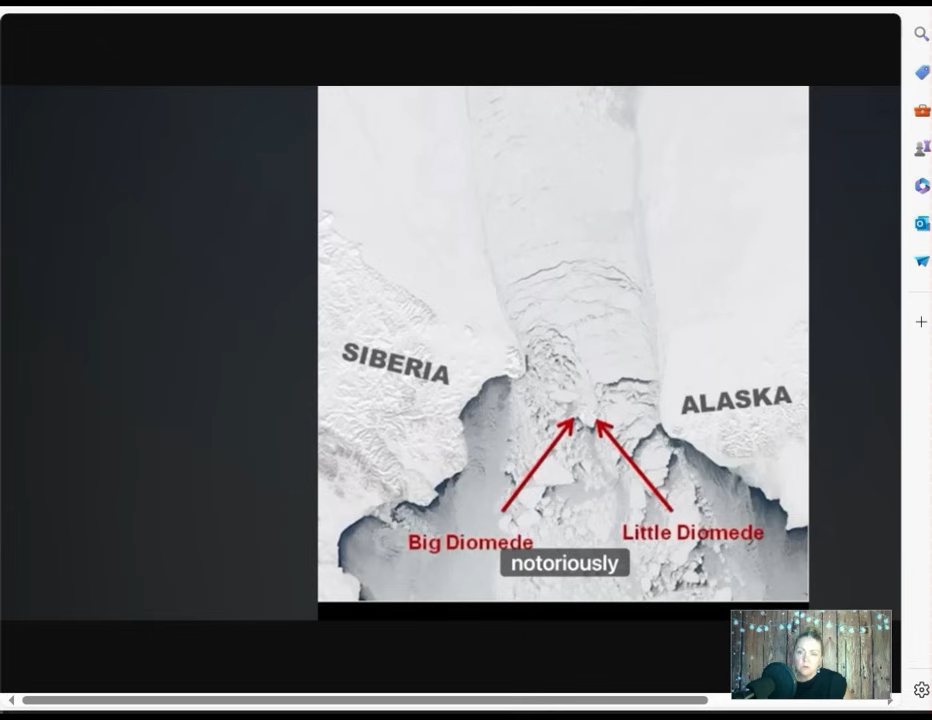 SIBERIA
ALASKA
Big Diomede
Little Diomede
notoriously